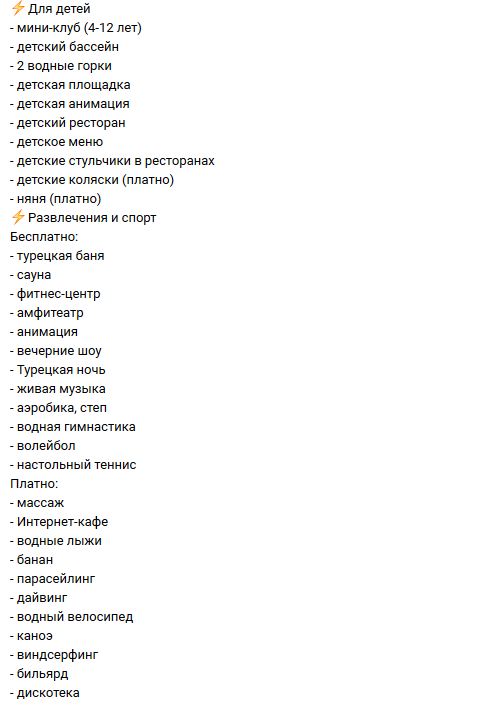 ⚡Для детей
- мини-клуб (4-12 лет)
- детский бассейн
- 2 водные горки
- детская площадка
- детская анимация
- детский ресторан
- детское меню
- детские стульчики в ресторанах
- детские коляски (платно)
- няня (платно)
⚡Развлечения и спорт
Бесплатно:
- турецкая баня
- сауна
- фитнес-центр
- амфитеатр
- анимация
- вечерние шоу
- Турецкая ночь
- живая музыка
- аэробика, степ
- водная гимнастика
- волейбол
- настольный теннис
Платно:
- массаж
- Интернет-кафе
- водные лыжи
- банан
- парасейлинг
- дайвинг
- водный велосипед
- каноэ
- виндсерфинг
- бильярд
- дискотека